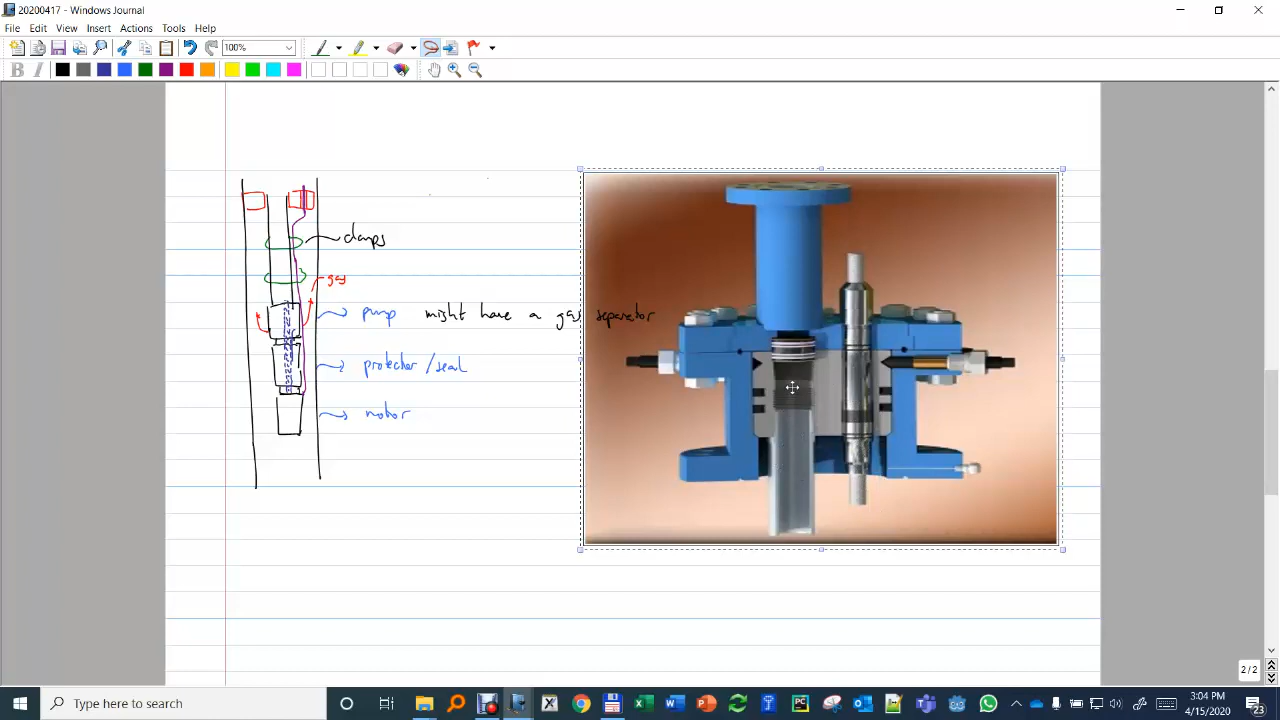 20200417 - Windows Journal
File Edit View Insert Actions Tools Help
100%
B I
clamps
gas
pump might have a gas separator
protector / seal
motor
2 / 2
Type here to search
3:04 PM
4/15/2020
23